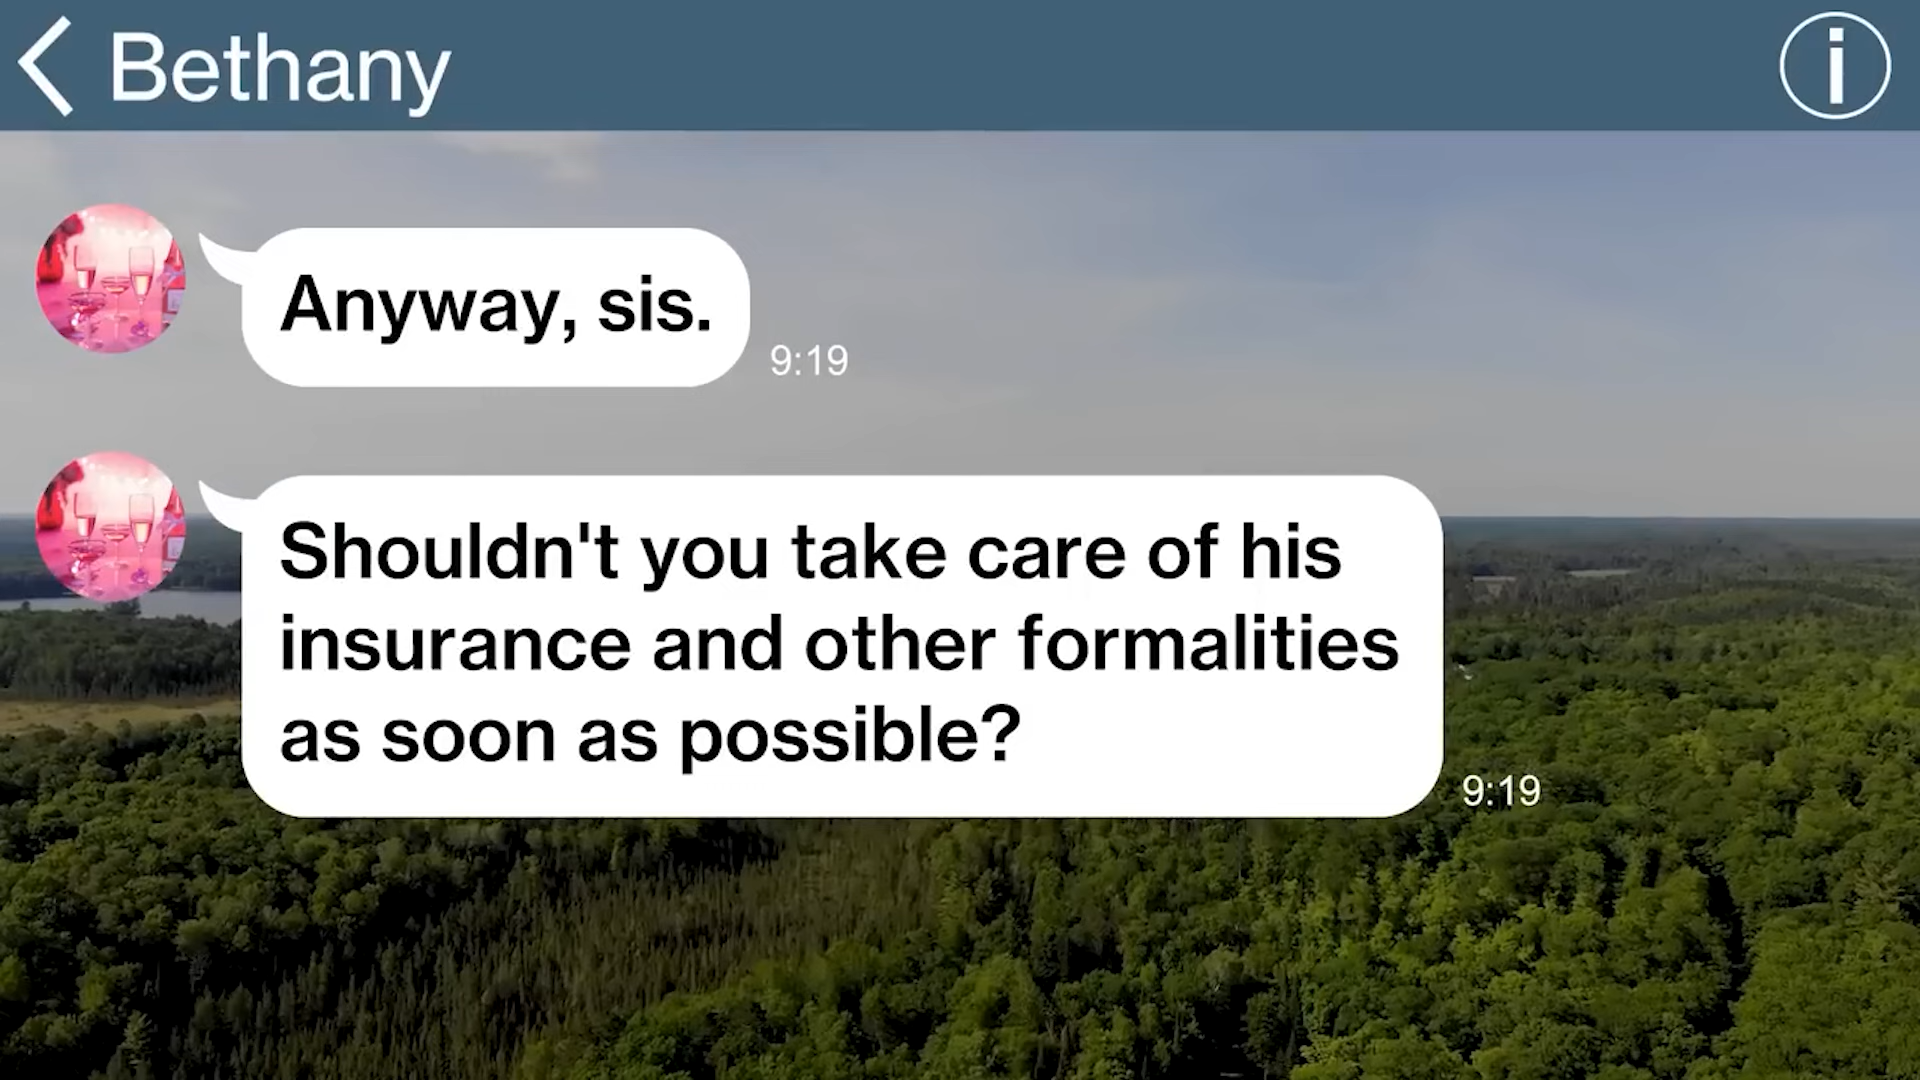 Bethany
i
Anyway, sis.
9:19
Shouldn't you take care of his
insurance and other formalities
as soon as possible?
9:19